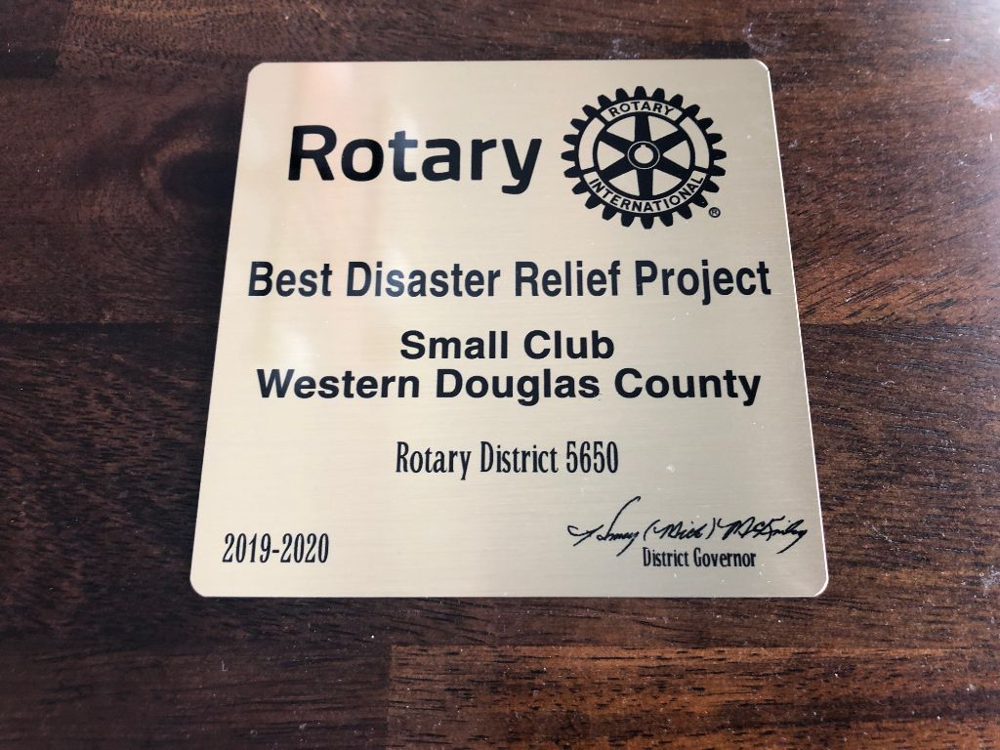 Rotary
ROTARY
INTERNATIONAL
®
Best Disaster Relief Project
Small Club
Western Douglas County
Rotary District 5650
2019-2020
(Mick)
District Governor